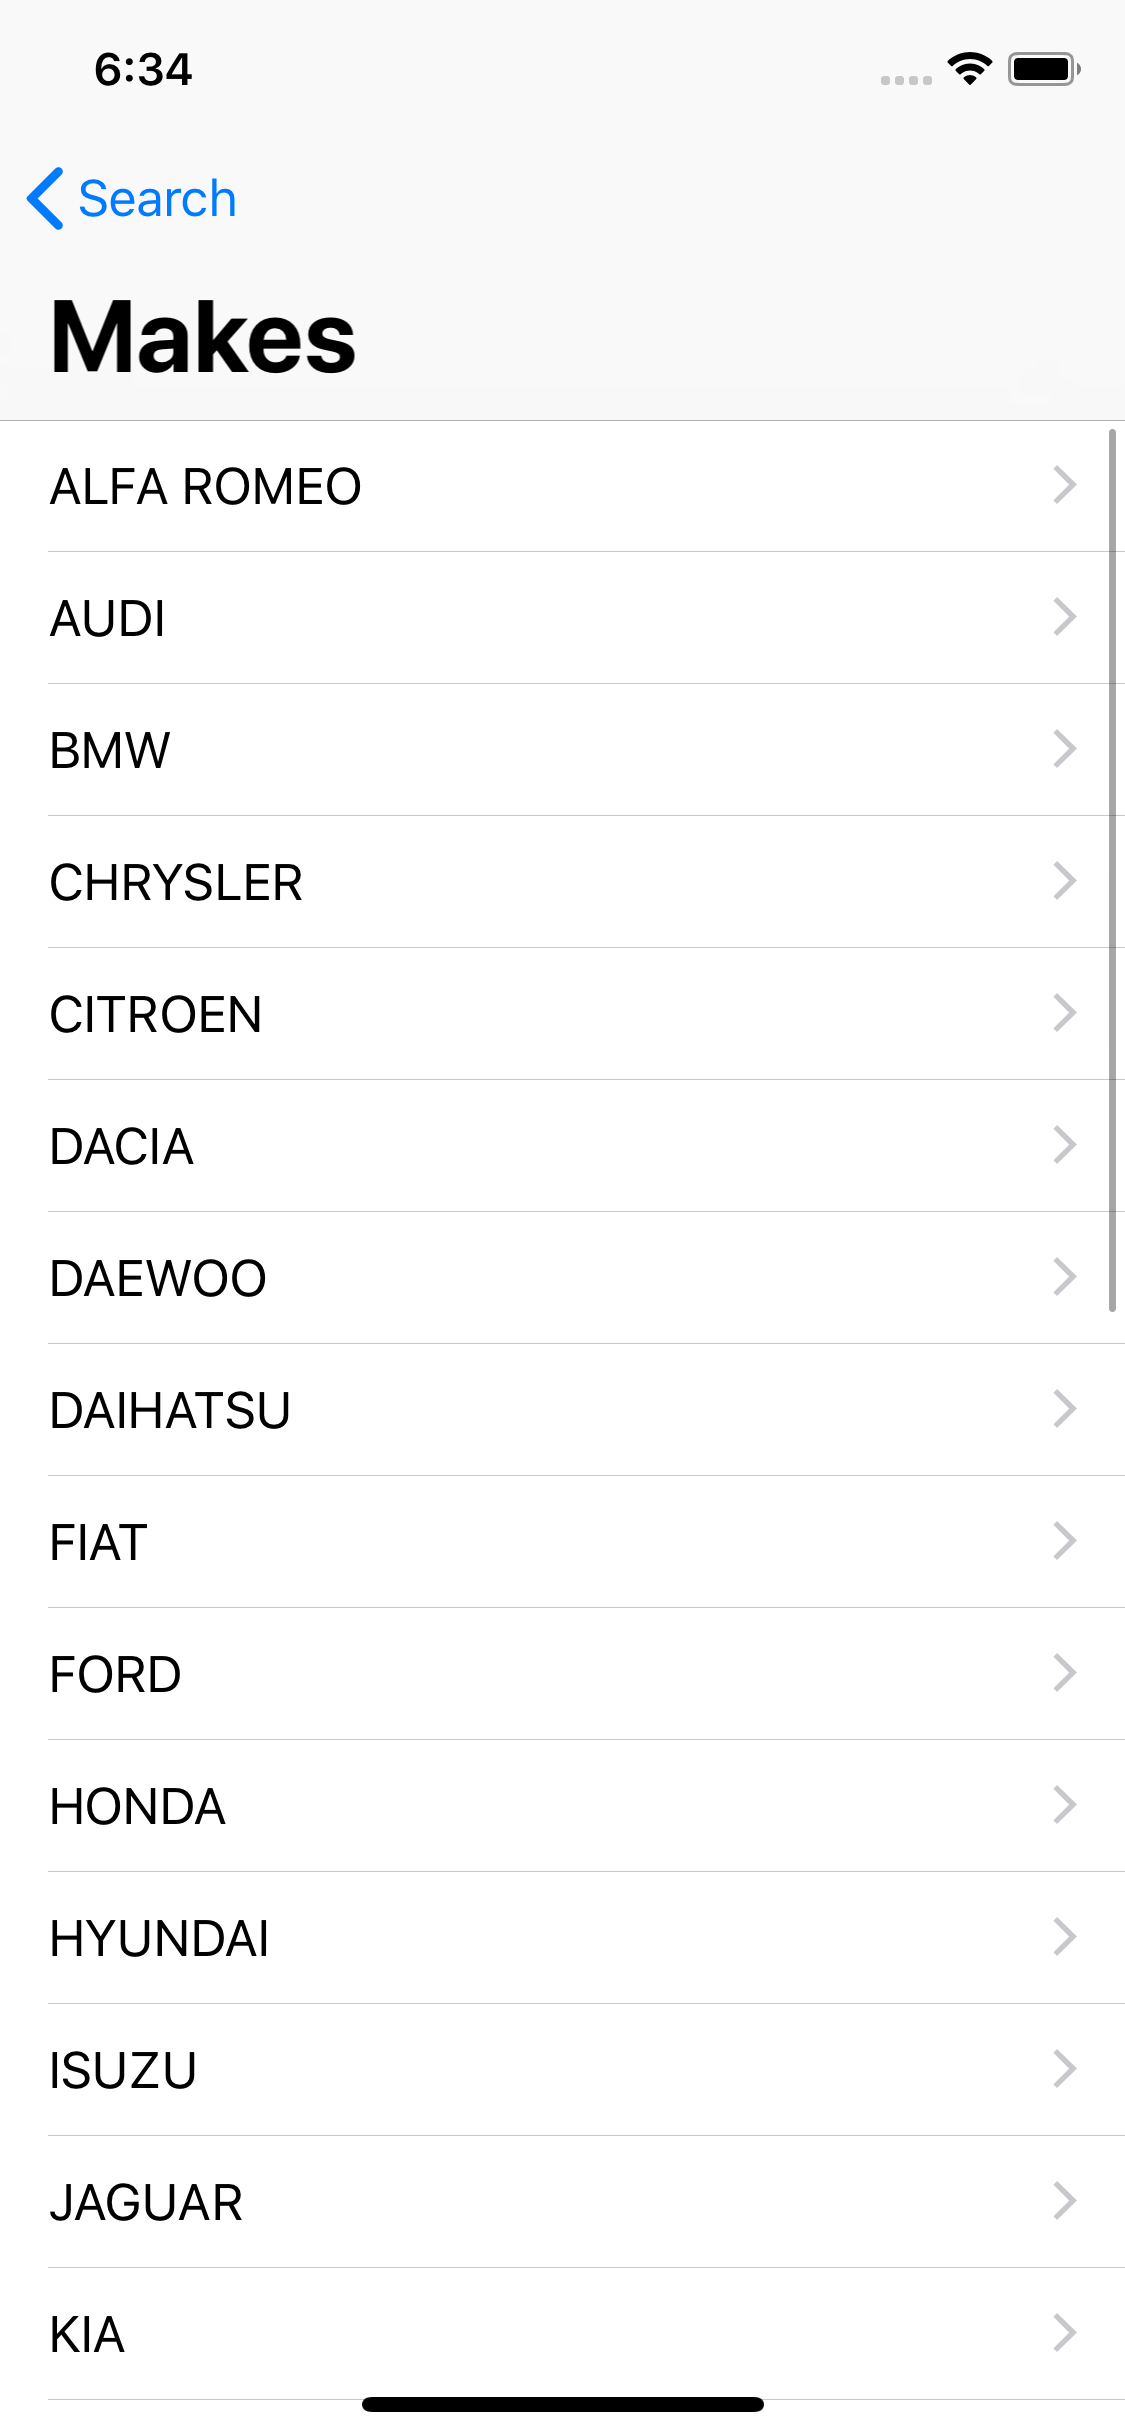 6:34
Search
Makes
ALFA ROMEO
AUDI
BMW
CHRYSLER
CITROEN
DACIA
DAEWOO
DAIHATSU
FIAT
FORD
HONDA
HYUNDAI
ISUZU
JAGUAR
KIA